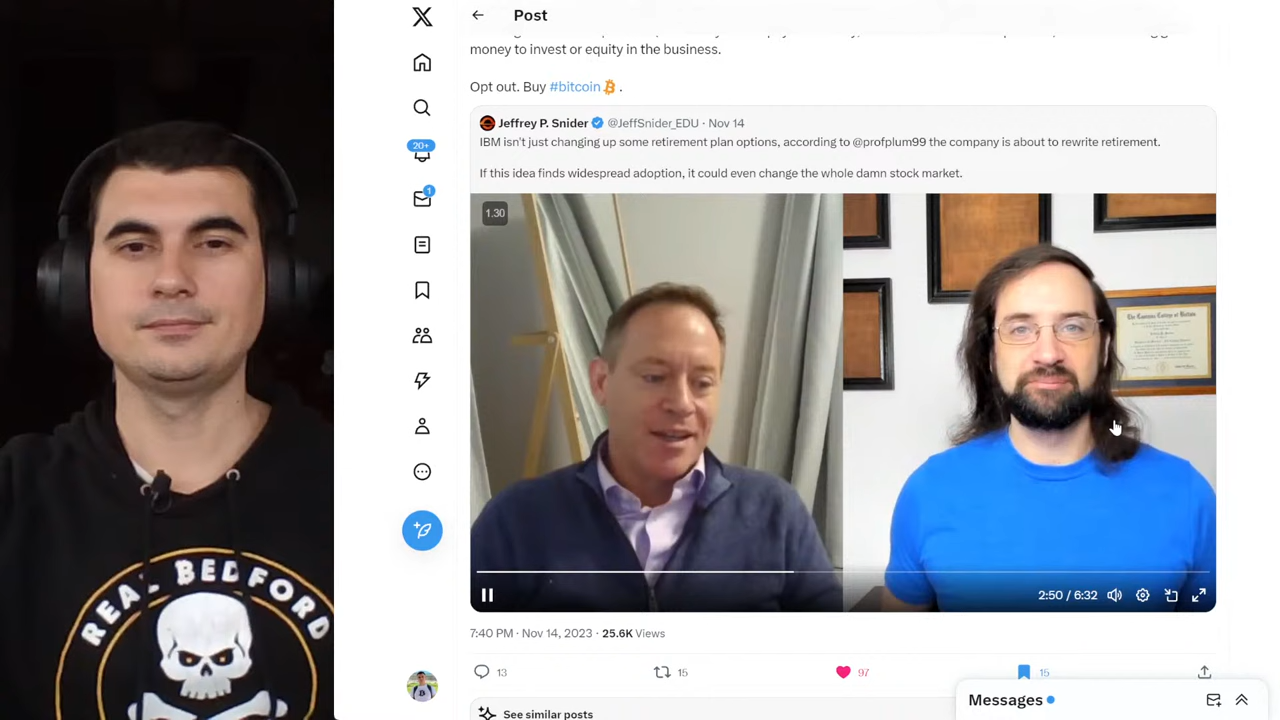 Post
money to invest or equity in the business.
Opt out. Buy #bitcoin .
Jeffrey P. Snider @JeffSnider_EDU · Nov 14
IBM isn't just changing up some retirement plan options, according to @profplum99 the company is about to rewrite retirement.
If this idea finds widespread adoption, it could even change the whole damn stock market.
1.30
20+
1
2:50 / 6:32
7:40 PM · Nov 14, 2023 · 25.6K Views
13
15
97
15
See similar posts
Messages
REAL BEDFORD